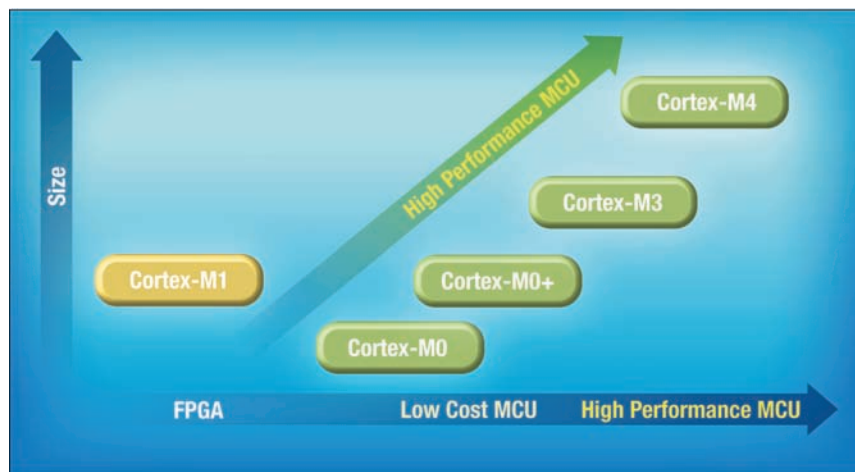 High Performance MCU
Cortex-M4
Size
Cortex-M3
Cortex-M1
Cortex-M0+
Cortex-M0
FPGA
Low Cost MCU
High Performance MCU